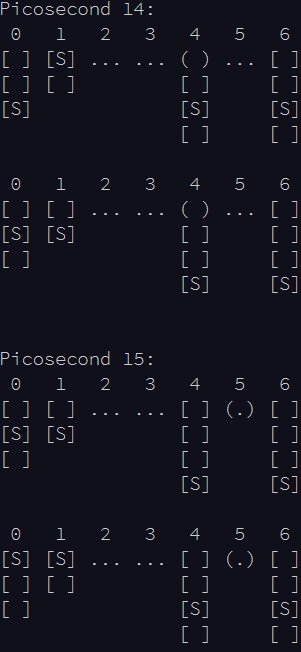 Picosecond 14:
 0   1   2   3   4   5   6
[ ] [S] ... ... ( ) ... [ ]
[ ] [ ]         [ ]     [ ]
[S]             [S]     [S]
                [ ]     [ ]
 0   1   2   3   4   5   6
[ ] [ ] ... ... ( ) ... [ ]
[S] [S]         [ ]     [ ]
[ ]             [ ]     [ ]
                [S]     [S]
Picosecond 15:
 0   1   2   3   4   5   6
[ ] [ ] ... ... [ ] (.) [ ]
[S] [S]         [ ]     [ ]
[ ]             [ ]     [ ]
                [S]     [S]
 0   1   2   3   4   5   6
[S] [S] ... ... [ ] (.) [ ]
[ ] [ ]         [ ]     [ ]
[ ]             [S]     [S]
                [ ]     [ ]